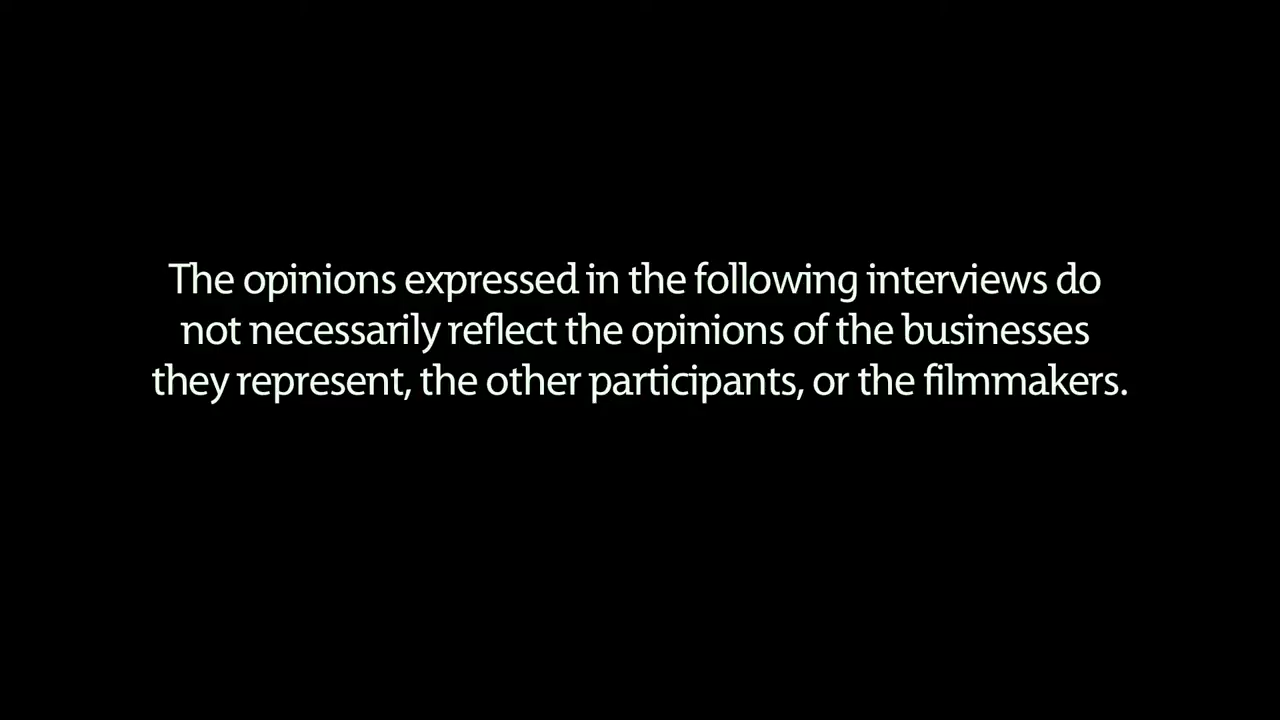 The opinions expressed in the following interviews do
not necessarily reflect the opinions of the businesses
they represent, the other participants, or the filmmakers.